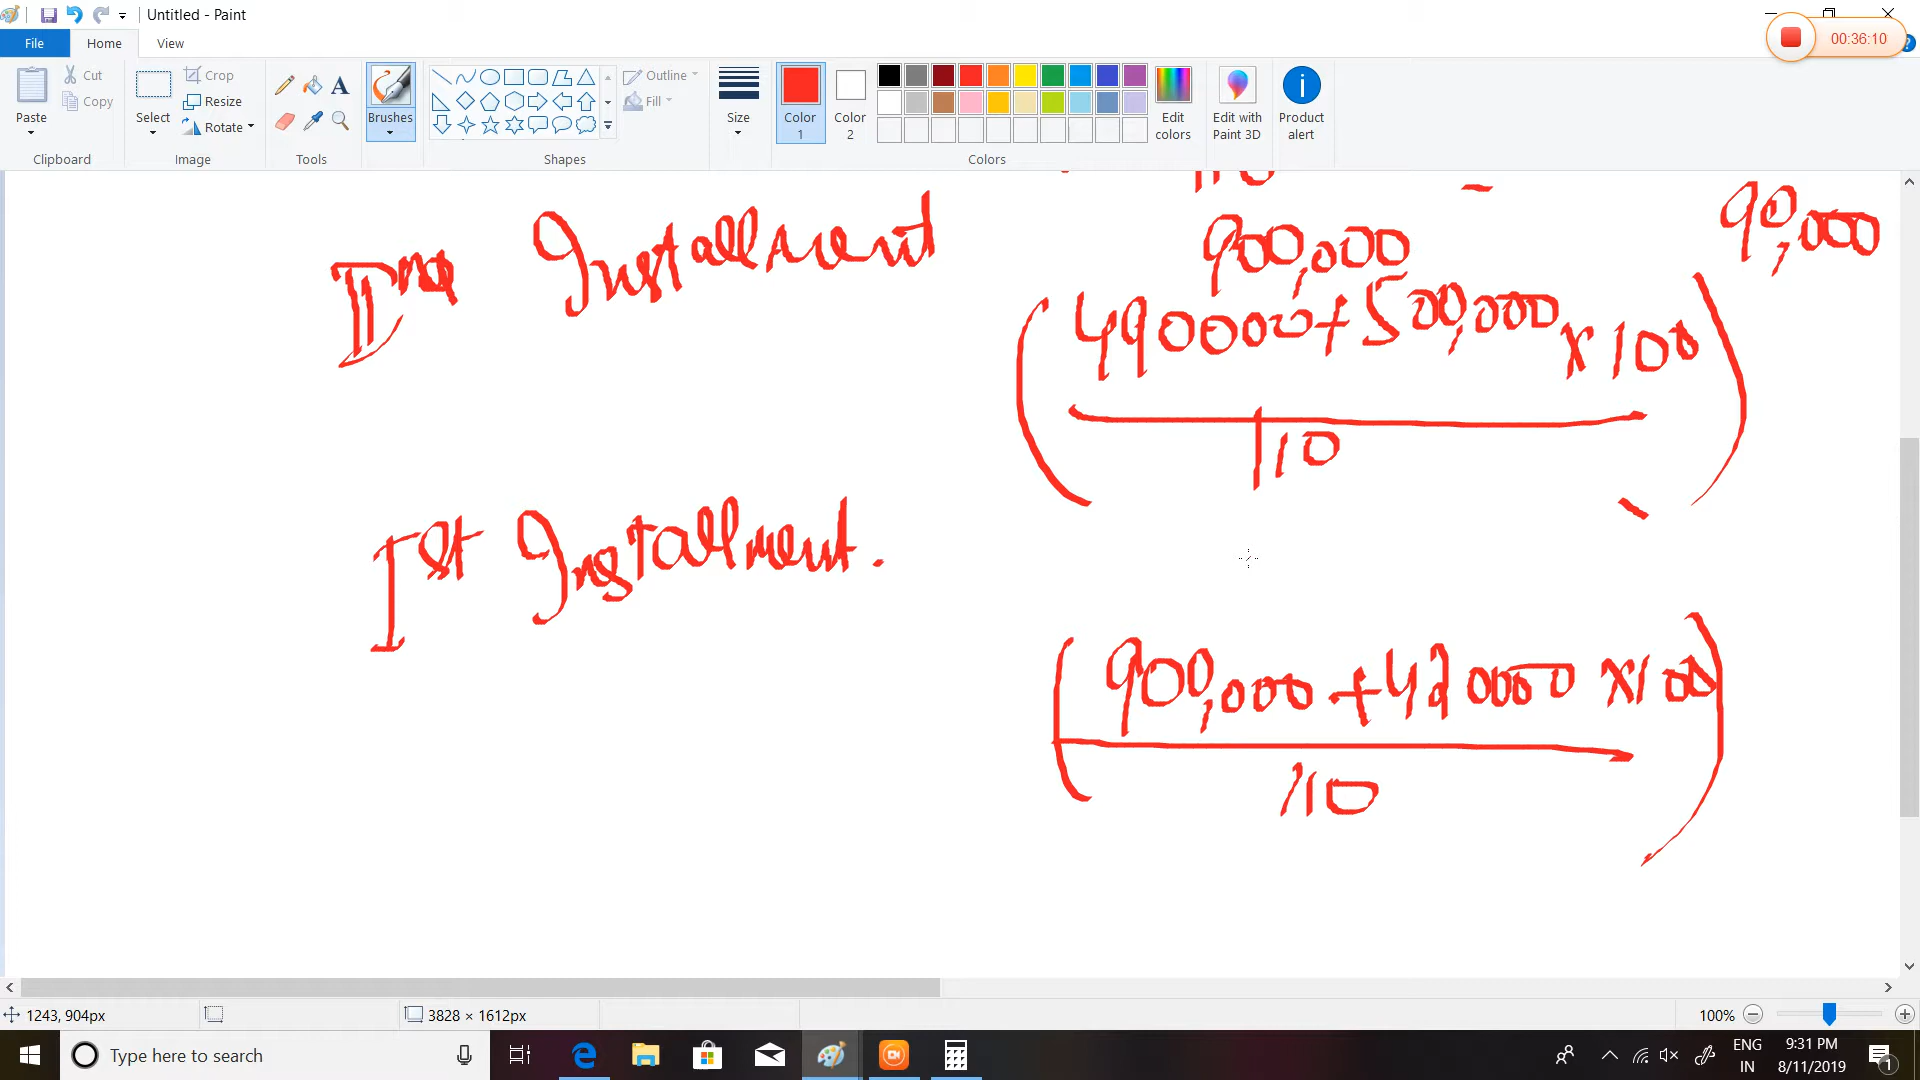 Untitled - Paint
00:36:10
File Home View
Paste Cut Copy Clipboard
Select Crop Resize Rotate Image
Tools
Brushes
Outline Fill Shapes
Size
Color 1 Color 2
Edit colors
Colors
Edit with Paint 3D
Product alert
110
90,000
900,000
IInd Installment
(490000+500,000 x100)
110
Ist Installment.
(900,000+420000 x100)
110
1243, 904px
3828 × 1612px
100%
Type here to search
ENG IN
9:31 PM
8/11/2019
1